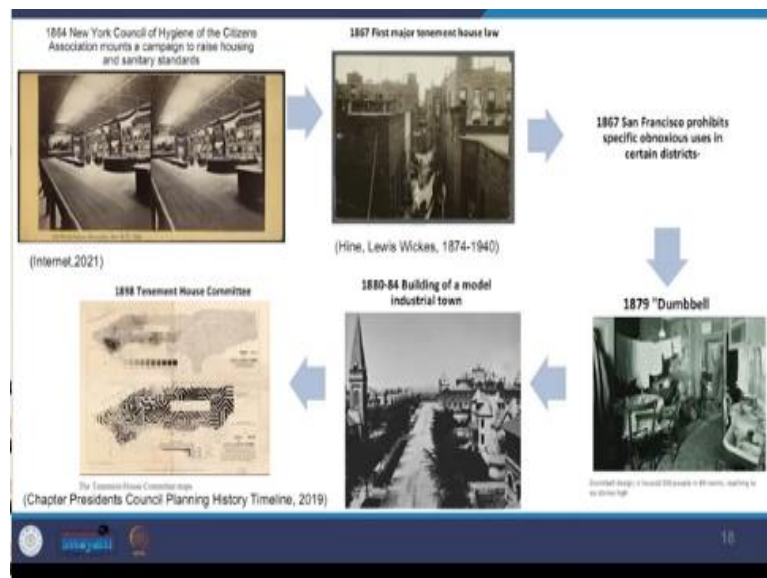 1864 New York Council of Hygiene of the Citizens
Association mounts a campaign to raise housing
and sanitary standards
1867 First major tenement house law
1867 San Francisco prohibits
specific obnoxious uses in
certain districts-
(Internet,2021)
(Hine, Lewis Wickes, 1874-1940)
1879 "Dumbbell
1880-84 Building of a model
industrial town
1898 Tenement House Committee
The Tenement House Committee maps
(Chapter Presidents Council Planning History Timeline, 2019)
swayam
18